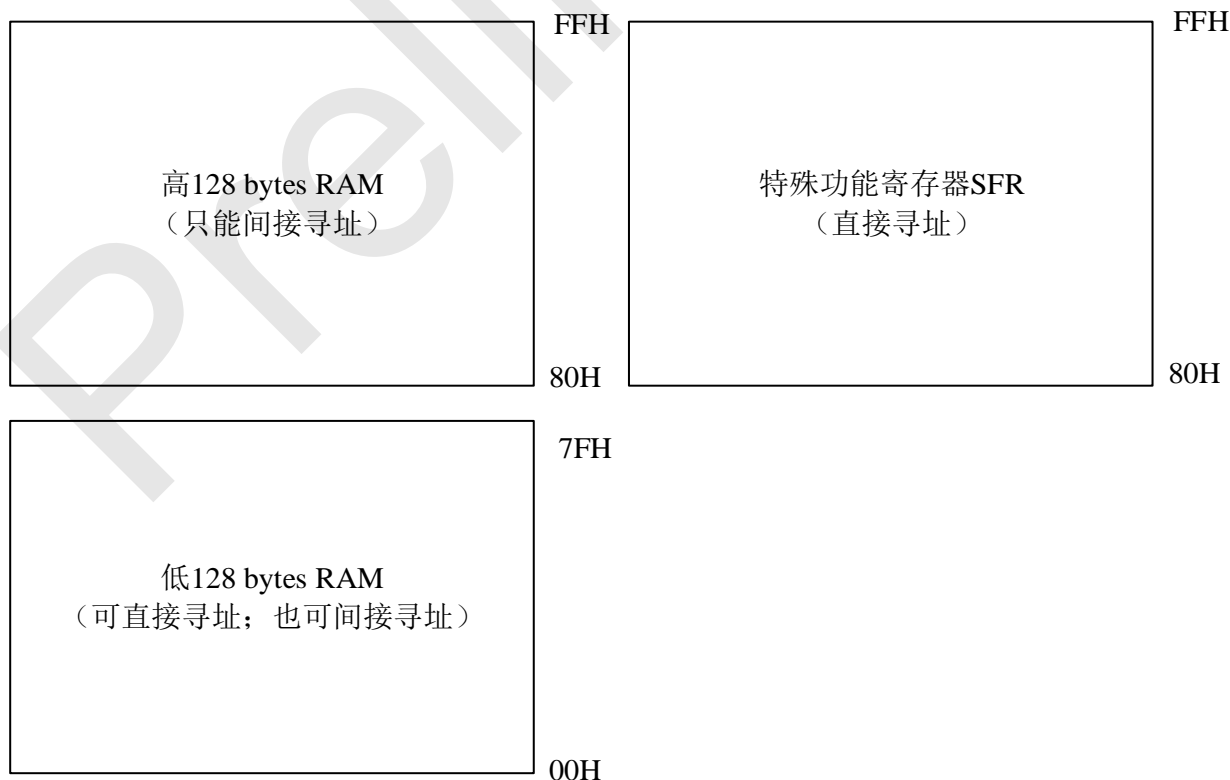 FFH
高128 bytes RAM
（只能间接寻址）
80H
FFH
特殊功能寄存器SFR
（直接寻址）
80H
7FH
低128 bytes RAM
（可直接寻址；也可间接寻址）
00H